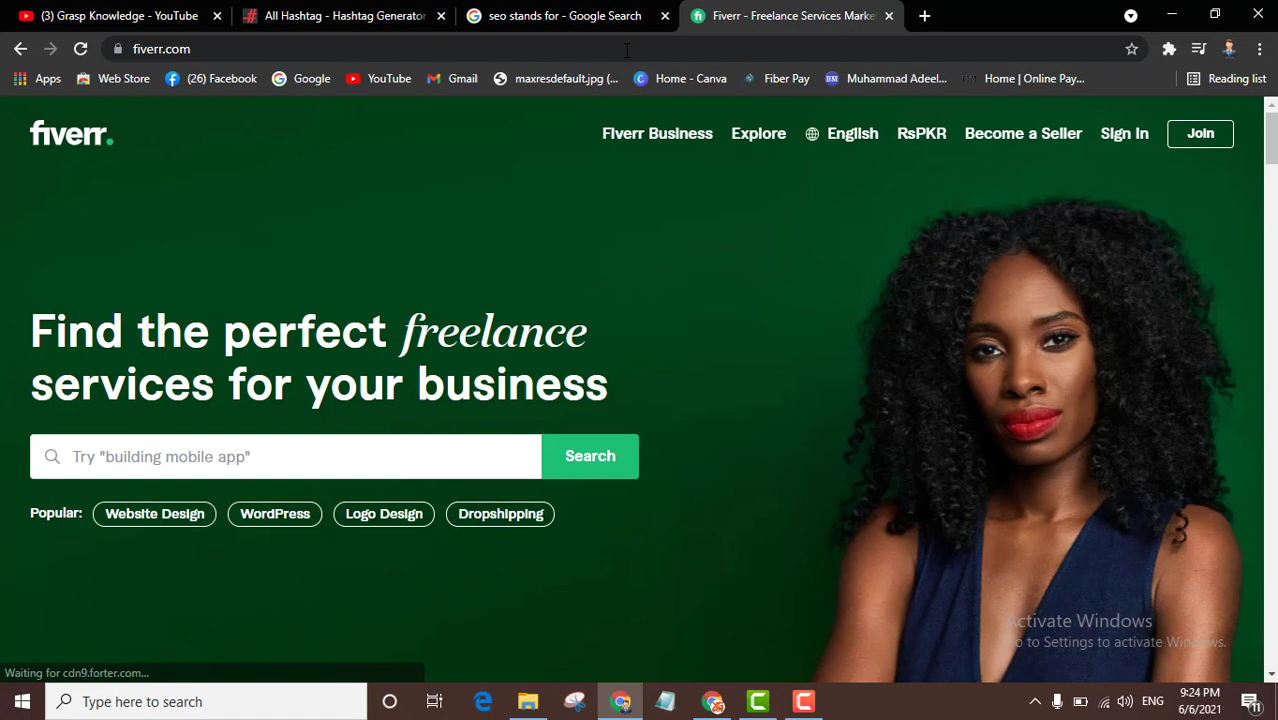 (3) Grasp Knowledge - YouTube
All Hashtag - Hashtag Generator
seo stands for - Google Search
Fiverr - Freelance Services Marke
fiverr.com
Apps
Web Store
(26) Facebook
Google
YouTube
Gmail
maxresdefault.jpg (...
Home - Canva
Fiber Pay
BM
Muhammad Adeel...
Home | Online Pay...
Reading list
fiverr.
Fiverr Business
Explore
English
RsPKR
Become a Seller
Sign In
Join
Find the perfect freelance
services for your business
Try "building mobile app"
Search
Popular:
Website Design
WordPress
Logo Design
Dropshipping
Activate Windows
Go to Settings to activate Windows.
Waiting for cdn9.forter.com...
Type here to search
ENG
9:24 PM
6/6/2021
11